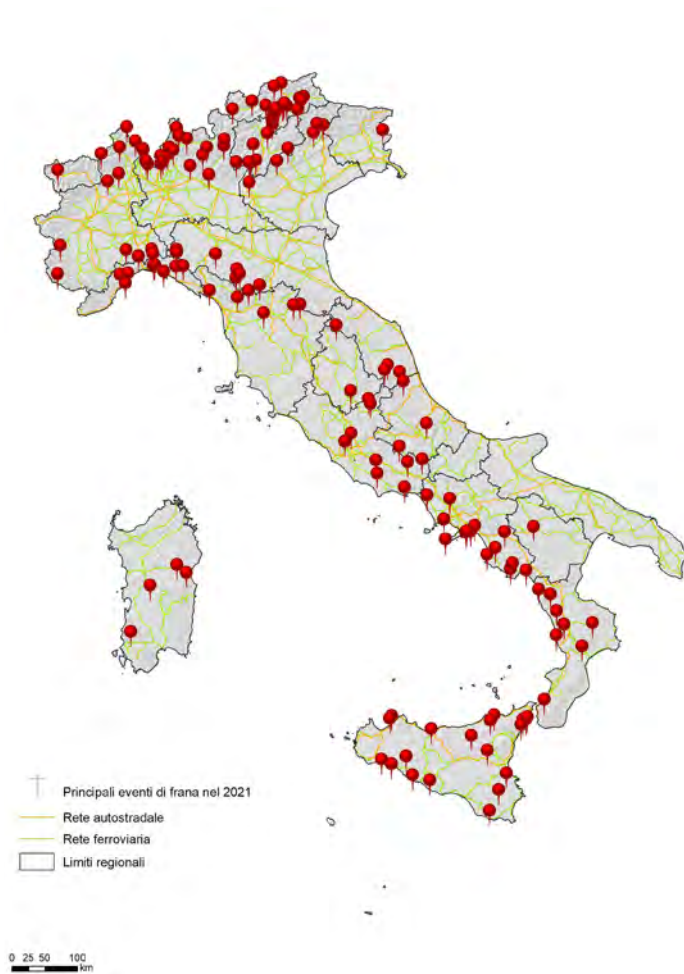 Principali eventi di frana nel 2021
Rete autostradale
Rete ferroviaria
Limiti regionali
0 25 50 100
km